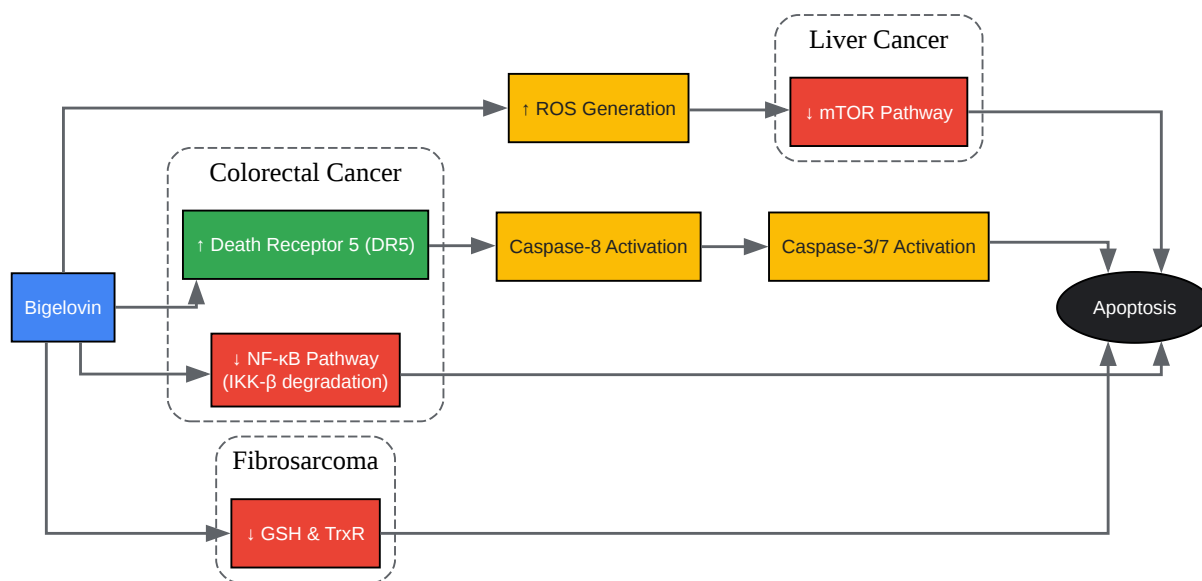 Liver Cancer
↑ ROS Generation
↓ mTOR Pathway
Colorectal Cancer
↑ Death Receptor 5 (DR5)
Caspase-8 Activation
Caspase-3/7 Activation
Bigelovin
Apoptosis
↓ NF-κB Pathway
(IKK-β degradation)
Fibrosarcoma
↓ GSH & TrxR